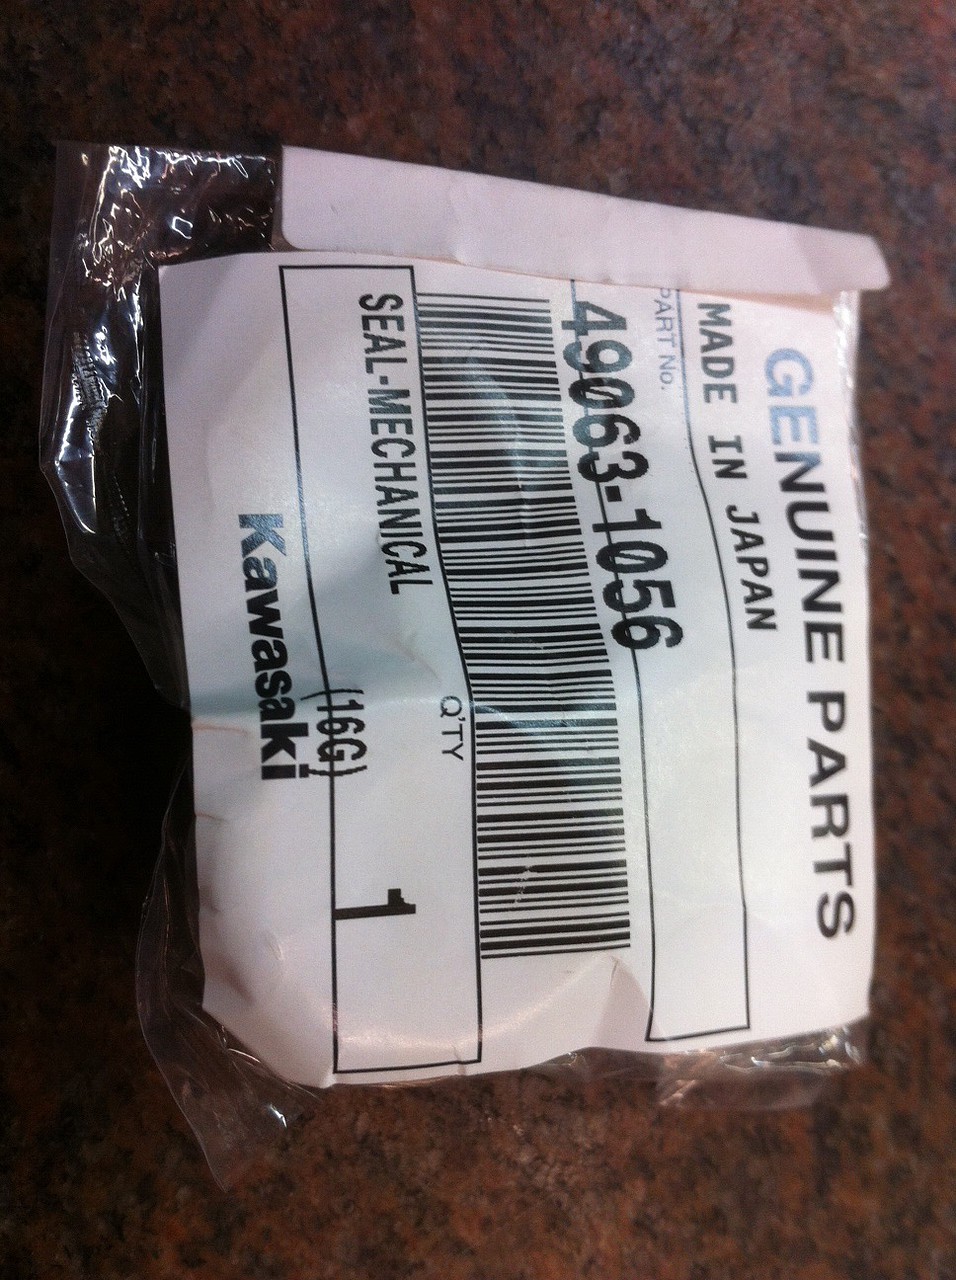 GENUINE PARTS
MADE IN JAPAN
PART No.
49063-1056
Q'TY
SEAL-MECHANICAL
1
(16G)
Kawasaki